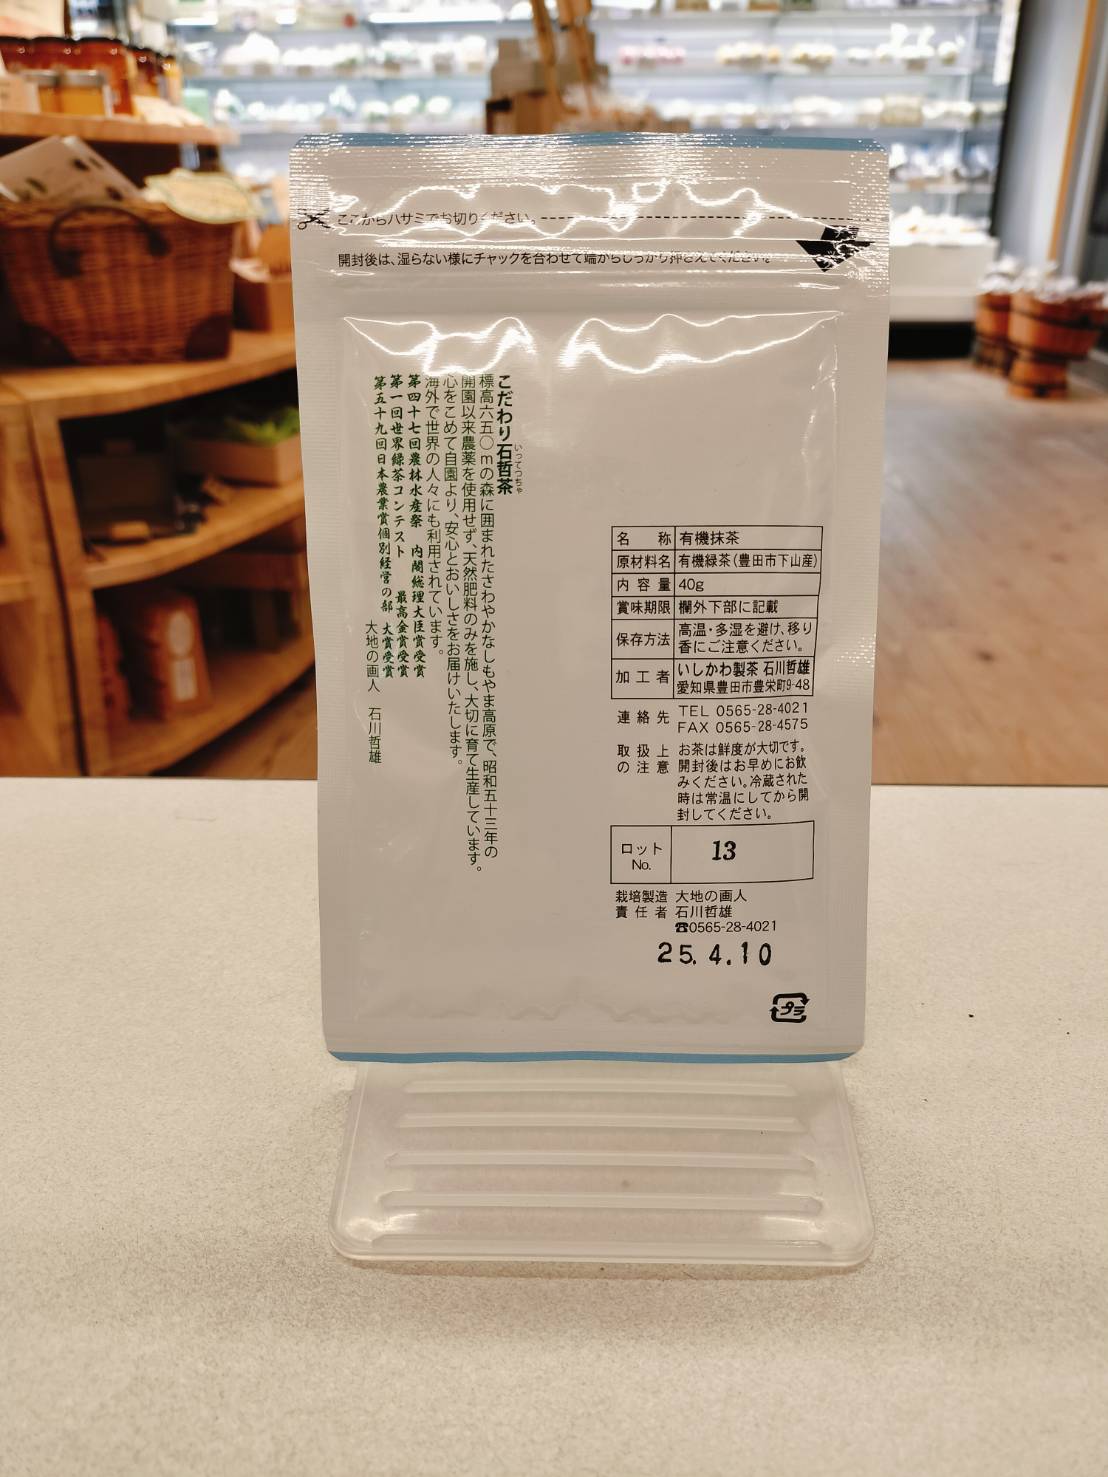 ここからハサミでお切りください。
開封後は、湿らない様にチャックを合わせて端からしっかり押さえてください。
こだわり石哲茶
いってつちゃ
標高六五〇mの森に囲まれたさわやかなしもやま高原で、昭和五十三年の
開園以来農薬を使用せず、天然肥料のみを施し、大切に育て生産しています。
心をこめて自園より、安心とおいしさをお届けいたします。
海外で世界の人々にも利用されています。
第四十七回農林水産祭 内閣総理大臣賞受賞
第一回世界緑茶コンテスト 最高金賞受賞
第五十九回日本農業賞個別経営の部 大賞受賞
大地の画人 石川哲雄
名称 有機抹茶
原材料名 有機緑茶(豊田市下山産)
内容量 40g
賞味期限 欄外下部に記載
保存方法 高温・多湿を避け、移り
香にご注意ください。
加工者 いしかわ製茶 石川哲雄
愛知県豊田市豊栄町9-48
連絡先 TEL 0565-28-4021
FAX 0565-28-4575
取扱上 お茶は鮮度が大切です。
の注意 開封後はお早めにお飲
みください。冷蔵された
時は常温にしてから開
封してください。
ロット
No. 13
栽培製造 大地の画人
責任者 石川哲雄
☎0565-28-4021
25.4.10
プラ